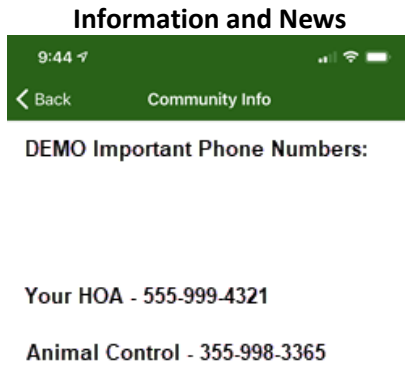 Information and News
9:44
Back Community Info
DEMO Important Phone Numbers:
Your HOA - 555-999-4321
Animal Control - 355-998-3365